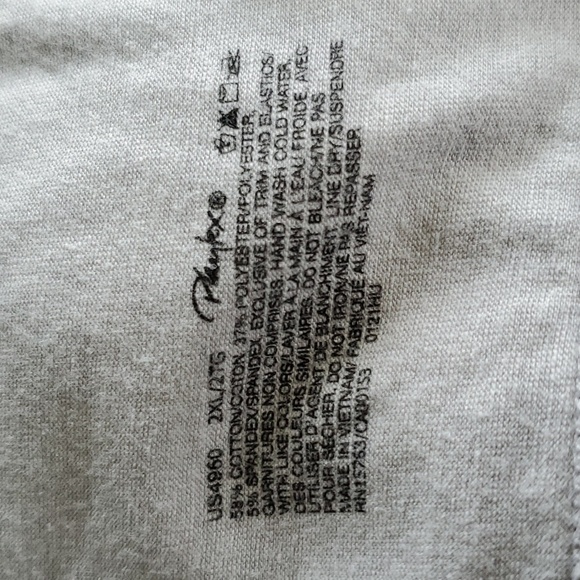 US4960 2XL/2TG Playtex®
58% COTTON/COTON, 37% POLYESTER/POLYESTER,
5% SPANDEX/SPANDEX, EXCLUSIVE OF TRIM AND ELASTICS/
GARNITURES NON COMPRISES. HAND WASH COLD WATER,
WITH LIKE COLORS/LAVER À LA MAIN À L'EAU FROIDE, AVEC
DES COULEURS SIMILAIRES. DO NOT BLEACH/NE PAS
UTILISER D'AGENT DE BLANCHIMENT. LINE DRY/SUSPENDRE
POUR SÉCHER. DO NOT IRON/NE PAS REPASSER
MADE IN VIETNAM/ FABRIQUÉ AU VIET-NAM
RN15763/CA00153 0121HU